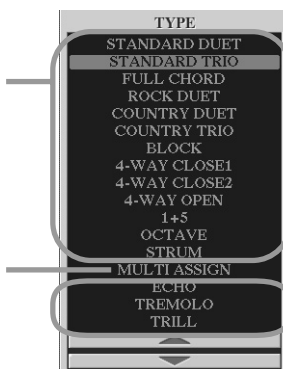 TYPE
STANDARD DUET
STANDARD TRIO
FULL CHORD
ROCK DUET
COUNTRY DUET
COUNTRY TRIO
BLOCK
4-WAY CLOSE1
4-WAY CLOSE2
4-WAY OPEN
1+5
OCTAVE
STRUM
MULTI ASSIGN
ECHO
TREMOLO
TRILL